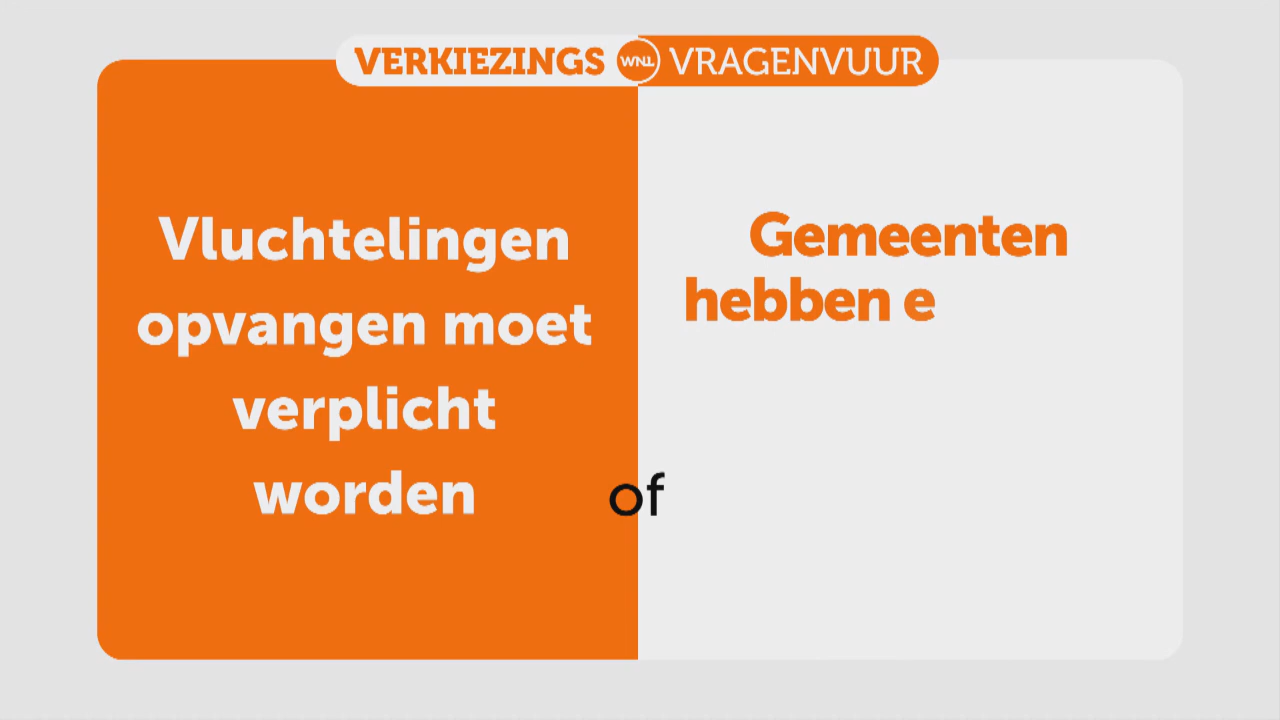 VERKIEZINGS WNL VRAGENVUUR
Vluchtelingen
opvangen moet
verplicht
worden
of
Gemeenten
hebben e